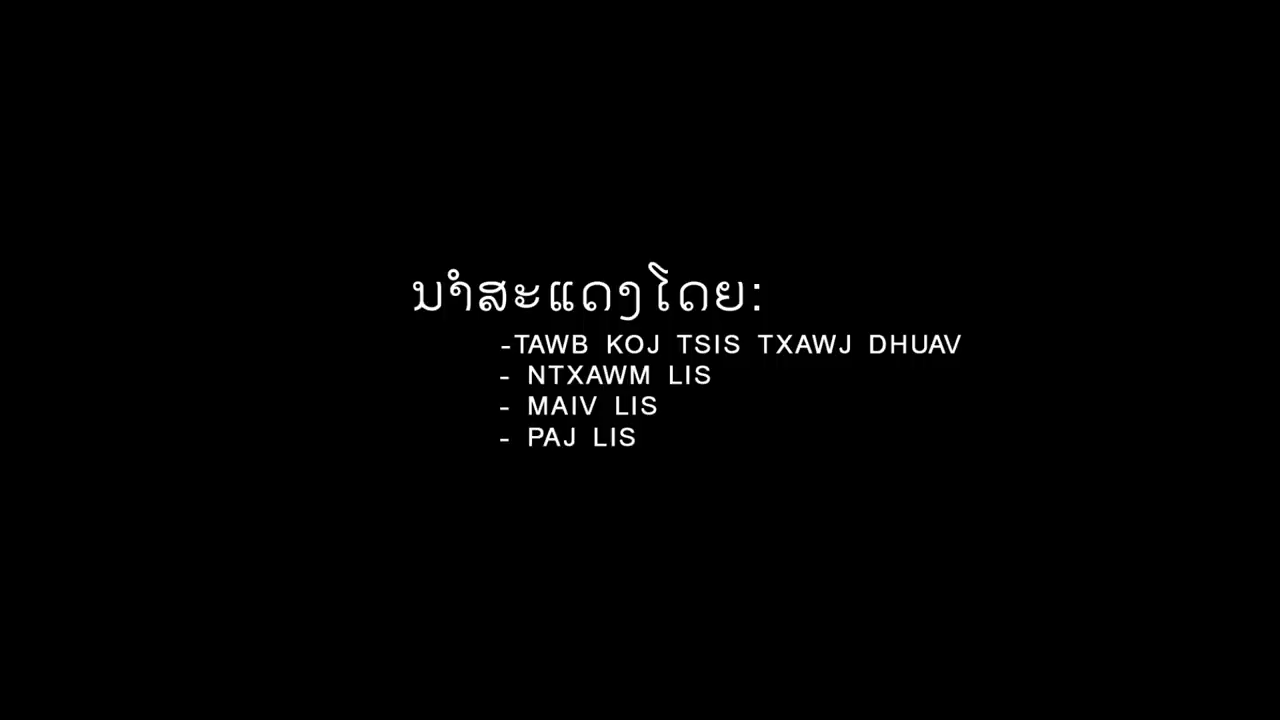 ນຳສະແດງໂດຍ:
-TAWB KOJ TSIS TXAWJ DHUAV
- NTXAWM LIS
- MAIV LIS
- PAJ LIS